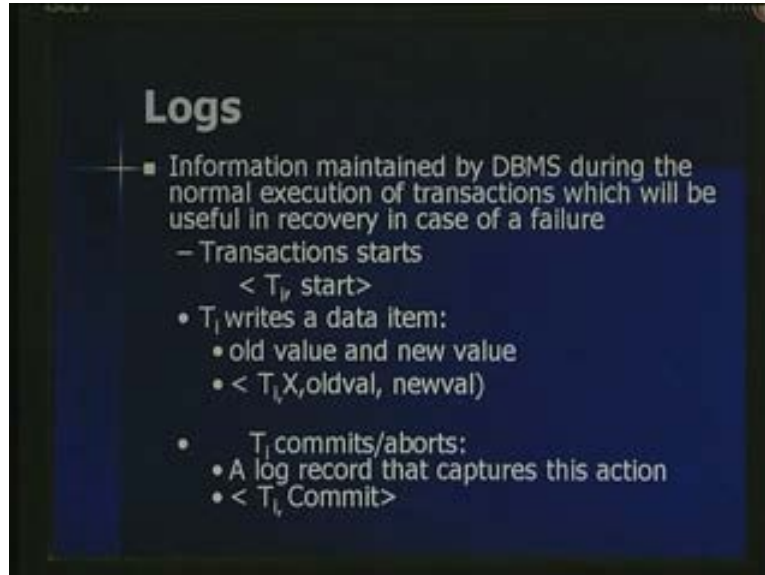 Logs
■ Information maintained by DBMS during the
normal execution of transactions which will be
useful in recovery in case of a failure
– Transactions starts
< Ti, start>
• Ti writes a data item:
• old value and new value
• < Ti,X,oldval, newval)
• Ti commits/aborts:
• A log record that captures this action
• < Ti, Commit>